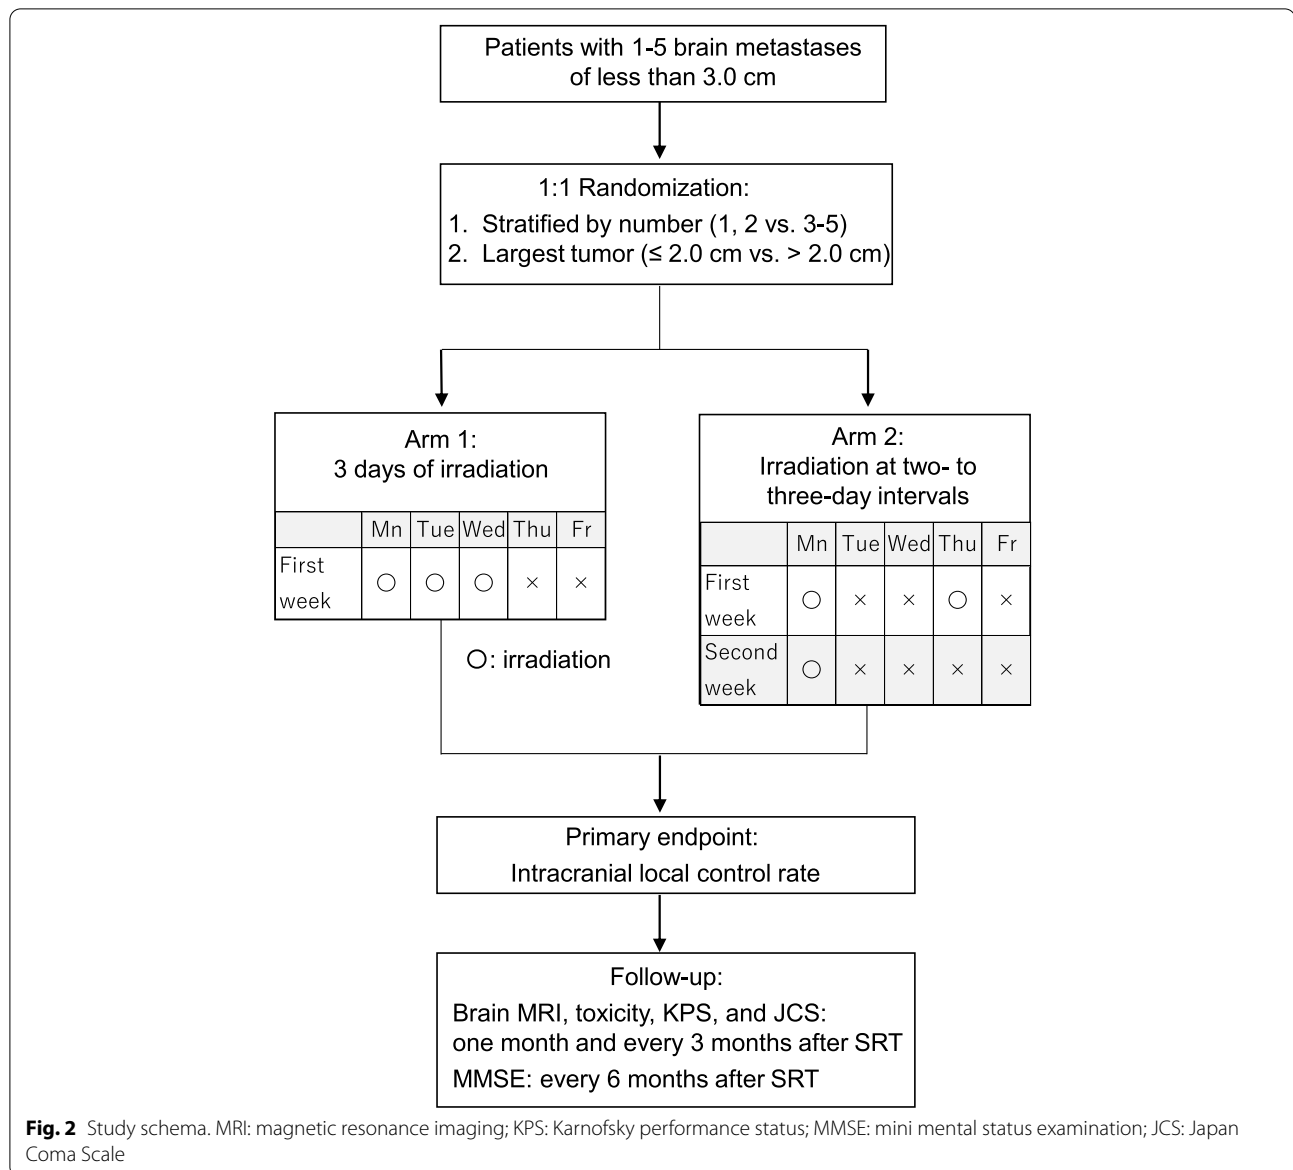 Patients with 1-5 brain metastases
of less than 3.0 cm
1:1 Randomization:
1. Stratified by number (1, 2 vs. 3-5)
2. Largest tumor (≤ 2.0 cm vs. > 2.0 cm)
Arm 1:
3 days of irradiation
Mn Tue Wed Thu Fr
First
week ○ ○ ○ × ×
○: irradiation
Arm 2:
Irradiation at two- to
three-day intervals
Mn Tue Wed Thu Fr
First
week ○ × × ○ ×
Second
week ○ × × × ×
Primary endpoint:
Intracranial local control rate
Follow-up:
Brain MRI, toxicity, KPS, and JCS:
one month and every 3 months after SRT
MMSE: every 6 months after SRT
Fig. 2 Study schema. MRI: magnetic resonance imaging; KPS: Karnofsky performance status; MMSE: mini mental status examination; JCS: Japan
Coma Scale